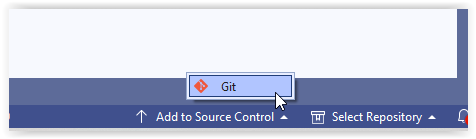 Git
Add to Source Control
Select Repository